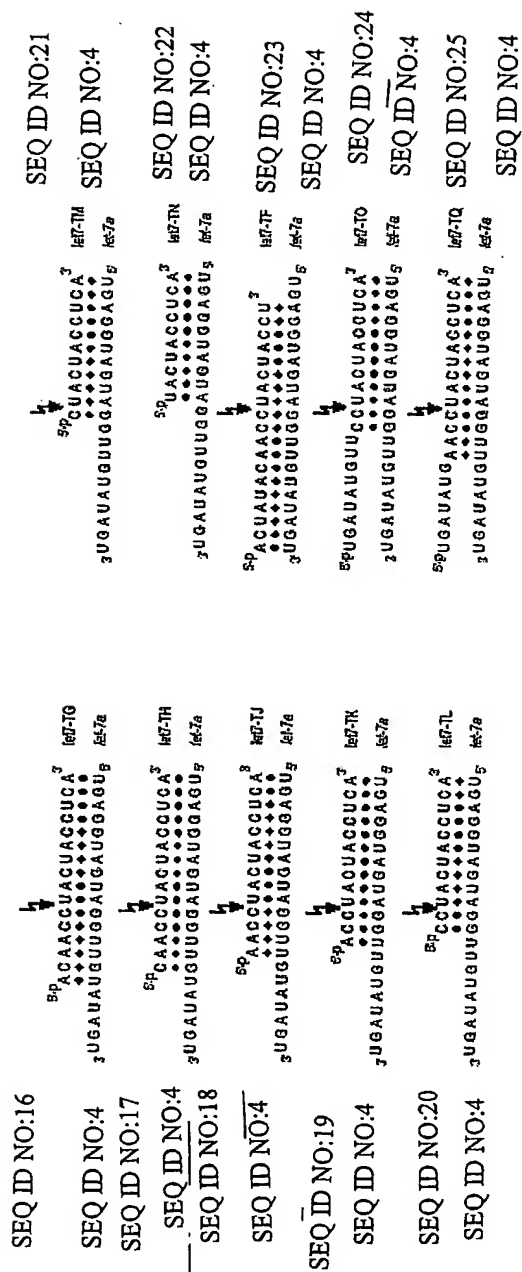 SEQ ID NO:16
5'-p ACAACCUACUACCUCA 3' let7-TG
SEQ ID NO:4
3' UGAUAUGUUGGAUGAUGGAGU 5' let-7a
SEQ ID NO:17
5'-p CAACCUACUACCUCA 3' let7-TH
SEQ ID NO:4
3' UGAUAUGUUGGAUGAUGGAGU 5' let-7a
SEQ ID NO:18
5'-p AACCUACUACCUCA 3' let7-TJ
SEQ ID NO:4
3' UGAUAUGUUGGAUGAUGGAGU 5' let-7a
SEQ ID NO:19
5'-p ACCUACUACCUCA 3' let7-TK
SEQ ID NO:4
3' UGAUAUGUUGGAUGAUGGAGU 5' let-7a
SEQ ID NO:20
5'-p CCUACUACCUCA 3' let7-TL
SEQ ID NO:4
3' UGAUAUGUUGGAUGAUGGAGU 5' let-7a
5'-p CUACUACCUCA 3' let7-TM
SEQ ID NO:21
3' UGAUAUGUUGGAUGAUGGAGU 5' let-7a
SEQ ID NO:4
5'-p UACUACCUCA 3' let7-TN
SEQ ID NO:22
3' UGAUAUGUUGGAUGAUGGAGU 5' let-7a
SEQ ID NO:4
5'-p ACUAUACAACCUACUACCU 3' let7-TF
SEQ ID NO:23
3' UGAUAUGUUGGAUGAUGGAGU 5' let-7a
SEQ ID NO:4
5'-p UGAUAUGUUCCUACUACCUCA 3' let7-TO
SEQ ID NO:24
3' UGAUAUGUUGGAUGAUGGAGU 5' let-7a
SEQ ID NO:4
5'-p UGAUAUGAACCUACUACCUCA 3' let7-TQ
SEQ ID NO:25
3' UGAUAUGUUGGAUGAUGGAGU 5' let-7a
SEQ ID NO:4